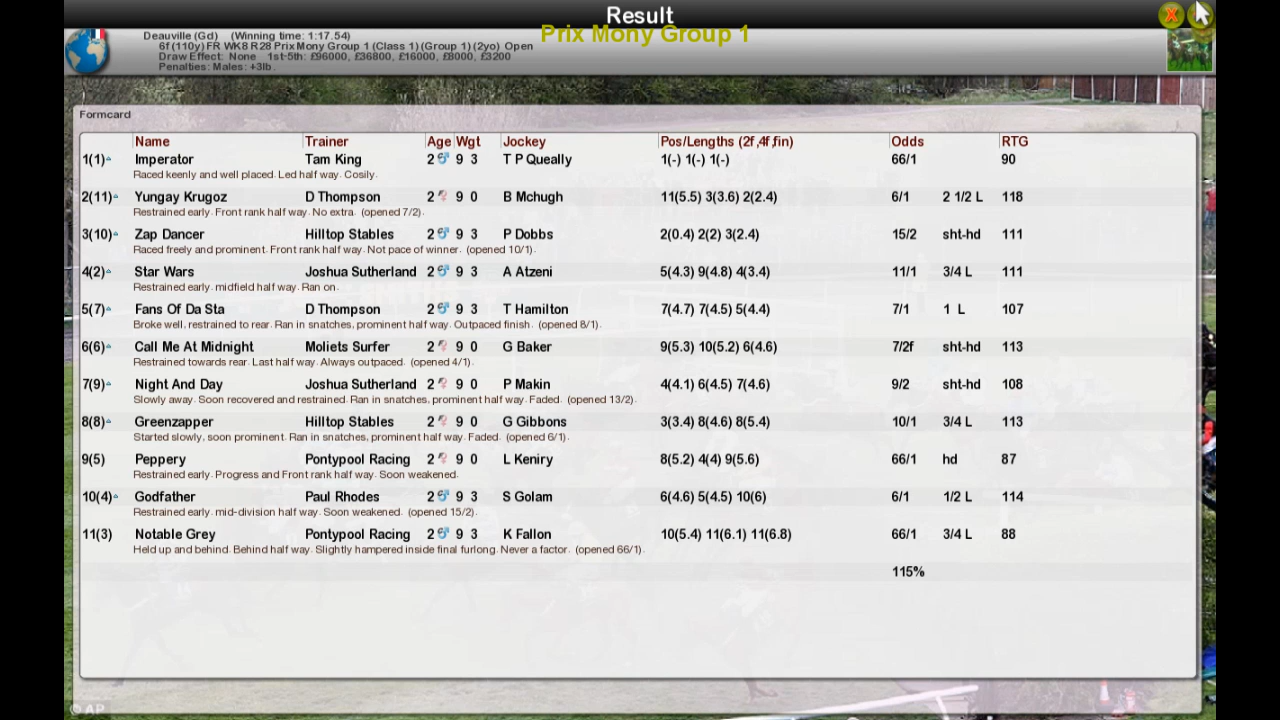 Result
Prix Mony Group 1
Deauville (Gd) (Winning time: 1:17.54)
6f(110y) FR WK8 R28 Prix Mony Group 1 (Class 1) (Group 1) (2yo) Open
Draw Effect: None 1st-5th: £96000, £36800, £16000, £8000, £3200
Penalties: Males: +3lb.
Formcard
Name Trainer Age Wgt Jockey Pos/Lengths (2f,4f,fin) Odds RTG
1(1) Imperator Tam King 2 9 3 T P Queally 1(-) 1(-) 1(-) 66/1 90
Raced keenly and well placed. Led half way. Cosily.
2(11) Yungay Krugoz D Thompson 2 9 0 B Mchugh 11(5.5) 3(3.6) 2(2.4) 6/1 2 1/2 L 118
Restrained early. Front rank half way. No extra. (opened 7/2).
3(10) Zap Dancer Hilltop Stables 2 9 3 P Dobbs 2(0.4) 2(2) 3(2.4) 15/2 sht-hd 111
Raced freely and prominent. Front rank half way. Not pace of winner. (opened 10/1).
4(2) Star Wars Joshua Sutherland 2 9 3 A Atzeni 5(4.3) 9(4.8) 4(3.4) 11/1 3/4 L 111
Restrained early. midfield half way. Ran on.
5(7) Fans Of Da Sta D Thompson 2 9 3 T Hamilton 7(4.7) 7(4.5) 5(4.4) 7/1 1 L 107
Broke well, restrained to rear. Ran in snatches, prominent half way. Outpaced finish. (opened 8/1).
6(6) Call Me At Midnight Moliets Surfer 2 9 0 G Baker 9(5.3) 10(5.2) 6(4.6) 7/2f sht-hd 113
Restrained towards rear. Last half way. Always outpaced. (opened 4/1).
7(9) Night And Day Joshua Sutherland 2 9 0 P Makin 4(4.1) 6(4.5) 7(4.6) 9/2 sht-hd 108
Slowly away. Soon recovered and restrained. Ran in snatches, prominent half way. Faded. (opened 13/2).
8(8) Greenzapper Hilltop Stables 2 9 0 G Gibbons 3(3.4) 8(4.6) 8(5.4) 10/1 3/4 L 113
Started slowly, soon prominent. Ran in snatches, prominent half way. Faded. (opened 6/1).
9(5) Peppery Pontypool Racing 2 9 0 L Keniry 8(5.2) 4(4) 9(5.6) 66/1 hd 87
Restrained early. Progress and Front rank half way. Soon weakened.
10(4) Godfather Paul Rhodes 2 9 3 S Golam 6(4.6) 5(4.5) 10(6) 6/1 1/2 L 114
Restrained early. mid-division half way. Soon weakened. (opened 15/2).
11(3) Notable Grey Pontypool Racing 2 9 3 K Fallon 10(5.4) 11(6.1) 11(6.8) 66/1 3/4 L 88
Held up and behind. Behind half way. Slightly hampered inside final furlong. Never a factor. (opened 66/1).
115%
© AP